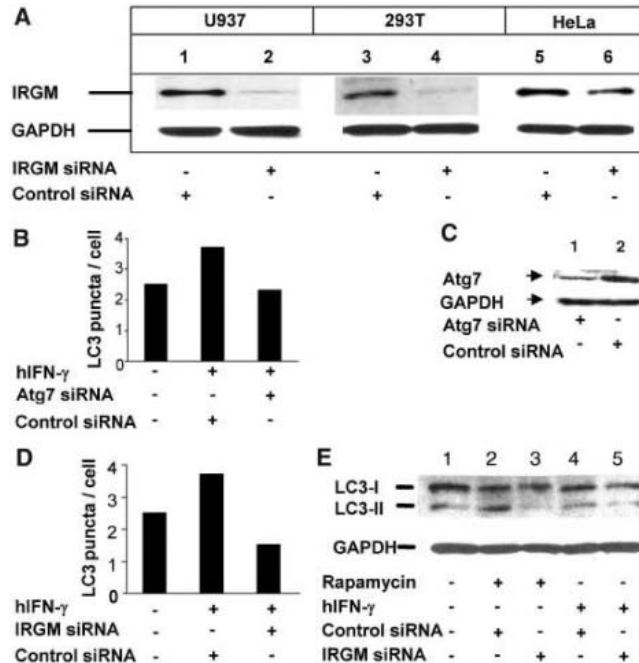 A
U937 293T HeLa
1 2 3 4 5 6
IRGM
GAPDH
IRGM siRNA - + - + - +
Control siRNA + - + - + -
B
LC3 puncta / cell
4
3
2
1
0
hIFN-γ - + +
Atg7 siRNA - - +
Control siRNA - + -
C
1 2
Atg7
GAPDH
Atg7 siRNA + -
Control siRNA - +
D
LC3 puncta / cell
4
3
2
1
0
hIFN-γ - + +
IRGM siRNA - - +
Control siRNA - + -
E
1 2 3 4 5
LC3-I
LC3-II
GAPDH
Rapamycin - + + - -
hIFN-γ - - - + +
Control siRNA - + - + -
IRGM siRNA - - + - +